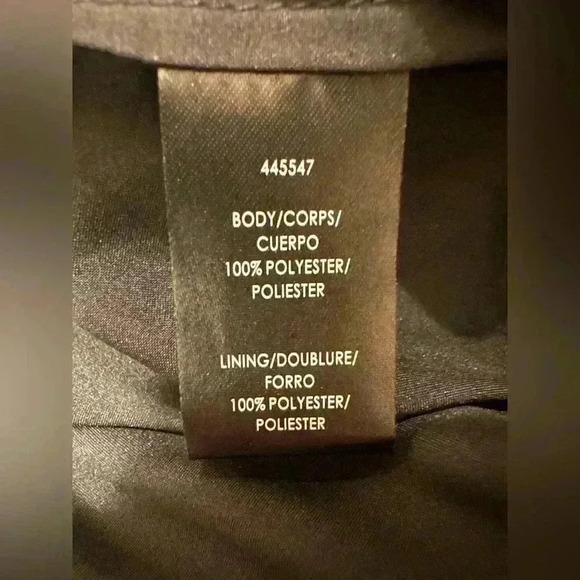 445547
BODY/CORPS/
CUERPO
100% POLYESTER/
POLIESTER
LINING/DOUBLURE/
FORRO
100% POLYESTER/
POLIESTER